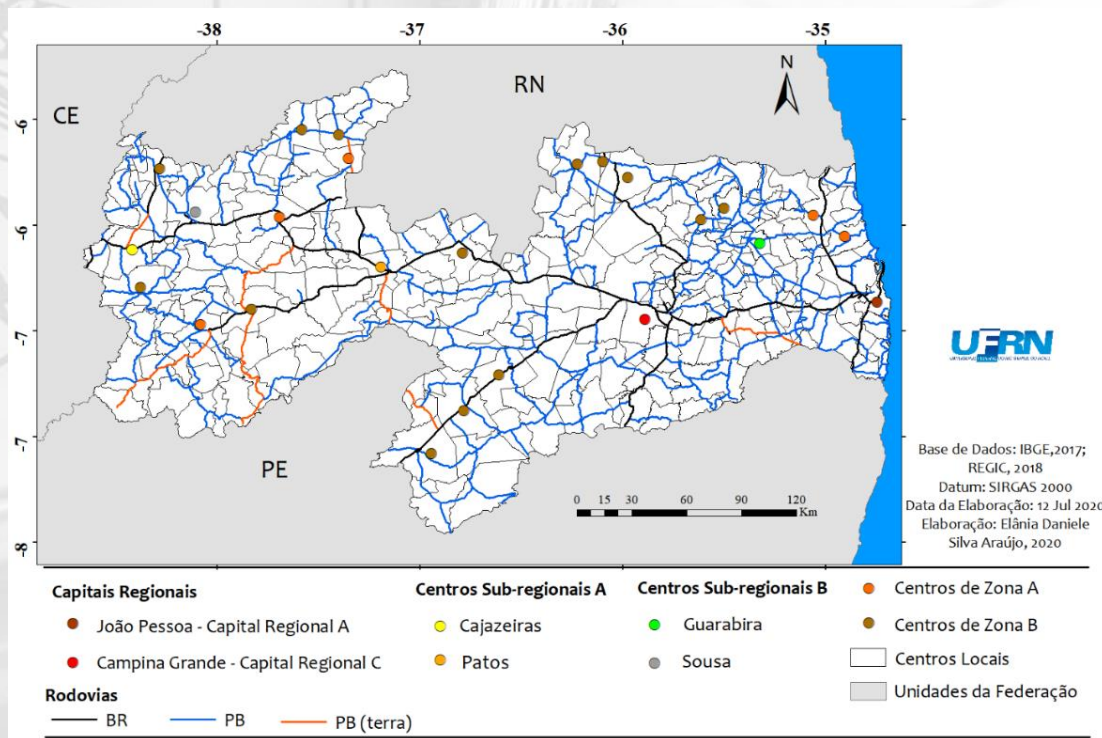 -38 -37 -36 -35
N
RN
CE
-6
-6
-7
PE
-7
-8
0 15 30 60 90 120
Km
UFRN
Base de Dados: IBGE,2017;
REGIC, 2018
Datum: SIRGAS 2000
Data da Elaboração: 12 Jul 2020
Elaboração: Elânia Daniele
Silva Araújo, 2020
Capitais Regionais
João Pessoa - Capital Regional A
Campina Grande - Capital Regional C
Centros Sub-regionais A
Cajazeiras
Patos
Centros Sub-regionais B
Guarabira
Sousa
Centros de Zona A
Centros de Zona B
Centros Locais
Unidades da Federação
Rodovias
BR PB PB (terra)